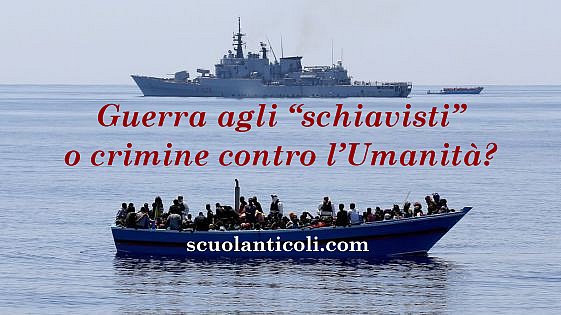 Guerra agli “schiavisti”
o crimine contro l’Umanità?
scuolanticoli.com